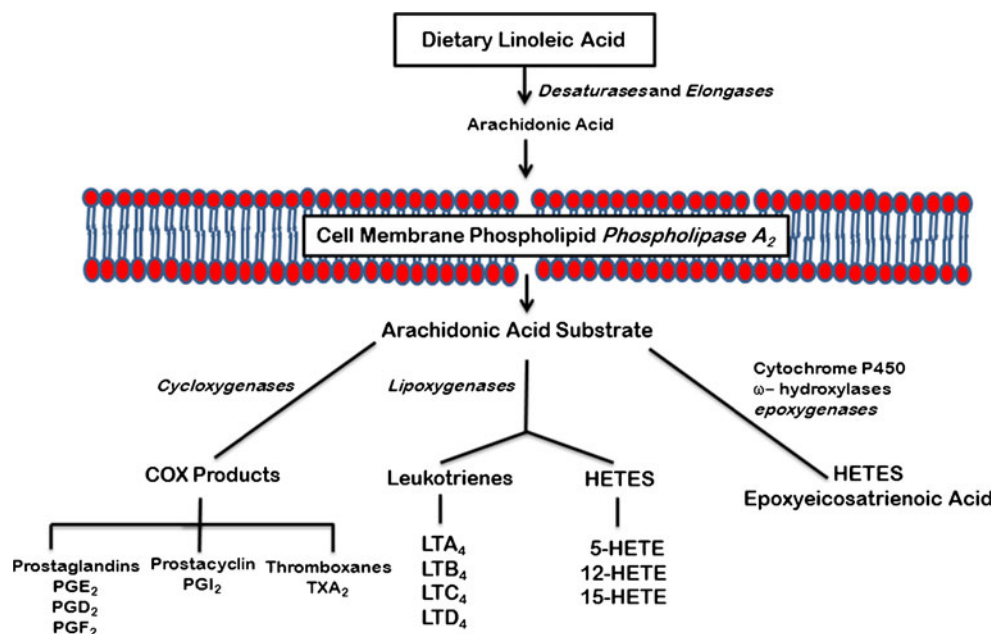 Dietary Linoleic Acid
Desaturases and Elongases
Arachidonic Acid
Cell Membrane Phospholipid Phospholipase A₂
Arachidonic Acid Substrate
Cycloxygenases
Lipoxygenases
Cytochrome P450
ω– hydroxylases
epoxygenases
COX Products
Prostaglandins
PGE₂
PGD₂
PGF₂
Prostacyclin
PGI₂
Thromboxanes
TXA₂
Leukotrienes
LTA₄
LTB₄
LTC₄
LTD₄
HETES
5-HETE
12-HETE
15-HETE
HETES
Epoxyeicosatrienoic Acid